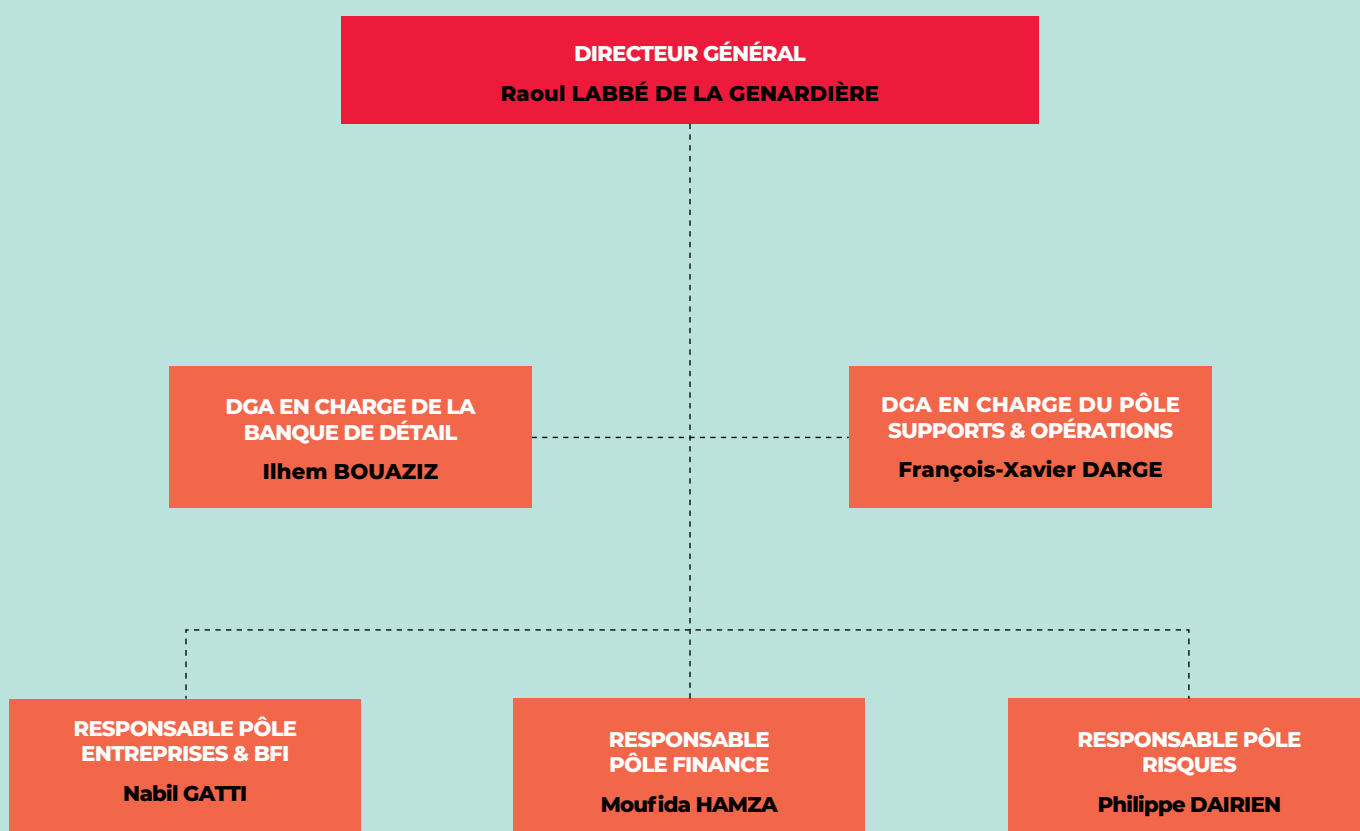 DIRECTEUR GÉNÉRAL
Raoul LABBÉ DE LA GENARDIÈRE
DGA EN CHARGE DE LA
BANQUE DE DÉTAIL
Ilhem BOUAZIZ
DGA EN CHARGE DU PÔLE
SUPPORTS & OPÉRATIONS
François-Xavier DARGE
RESPONSABLE PÔLE
ENTREPRISES & BFI
Nabil GATTI
RESPONSABLE
PÔLE FINANCE
Moufida HAMZA
RESPONSABLE PÔLE
RISQUES
Philippe DAIRIEN